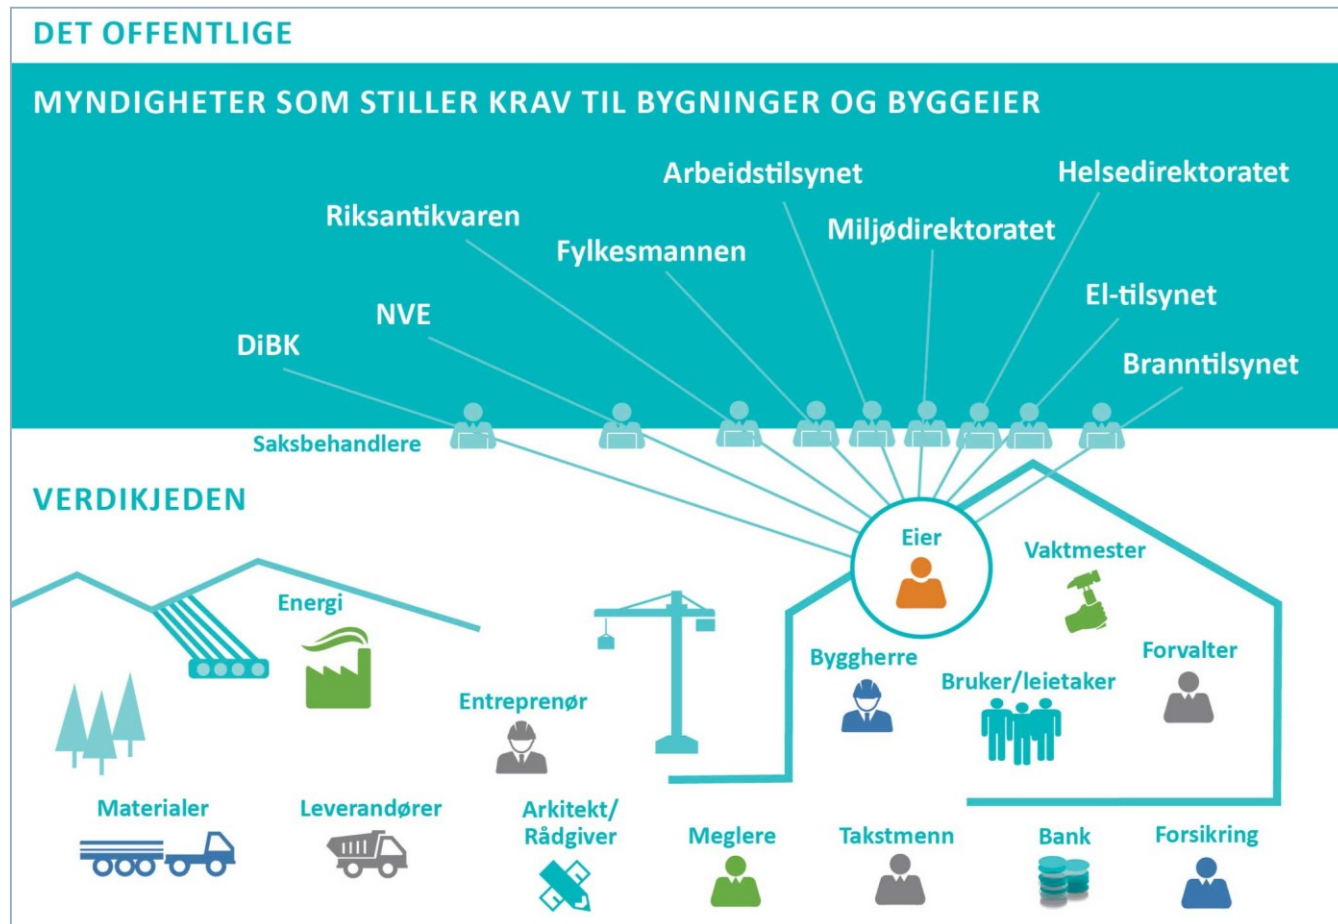 DET OFFENTLIGE
MYNDIGHETER SOM STILLER KRAV TIL BYGNINGER OG BYGGEIER
Arbeidstilsynet
Helsedirektoratet
Riksantikvaren
Miljødirektoratet
Fylkesmannen
El-tilsynet
NVE
DiBK
Branntilsynet
Saksbehandlere
VERDIKJEDEN
Eier
Vaktmester
Energi
Byggherre
Forvalter
Bruker/leietaker
Entreprenør
Materialer
Leverandører
Arkitekt/
Rådgiver
Meglere
Takstmenn
Bank
Forsikring